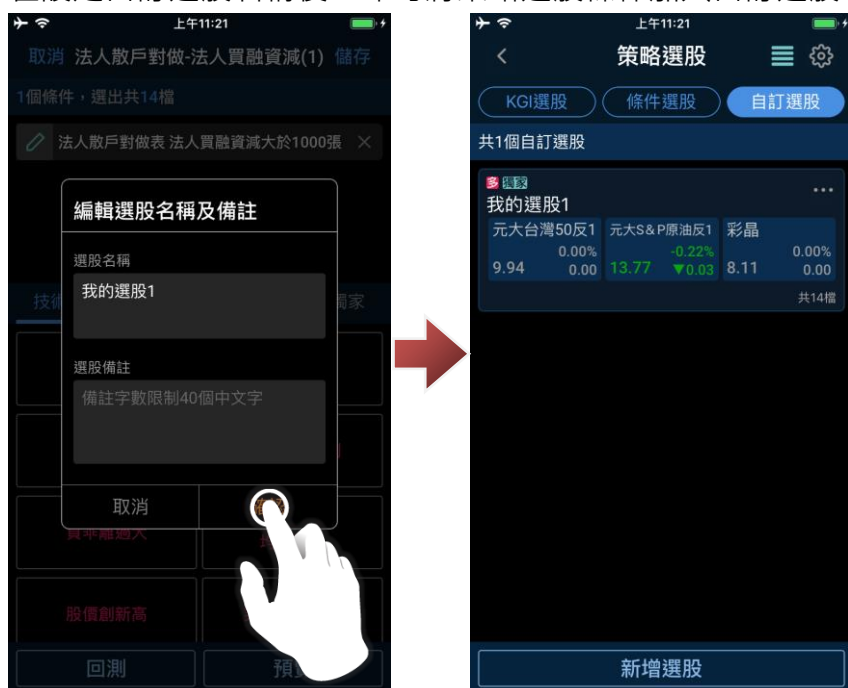 上午11:21
取消 法人散戶對做-法人買融資減(1) 儲存
1個條件，選出共14檔
法人散戶對做表 法人買融資減大於1000張
編輯選股名稱及備註
選股名稱
我的選股1
選股備註
備註字數限制40個中文字
取消
股價創新高
回測
上午11:21
策略選股
KGI選股 條件選股 自訂選股
共1個自訂選股
多 獨家
我的選股1
元大台灣50反1 元大S&P原油反1 彩晶
0.00% -0.22% 0.00%
9.94 0.00 13.77 ▼0.03 8.11 0.00
共14檔
新增選股